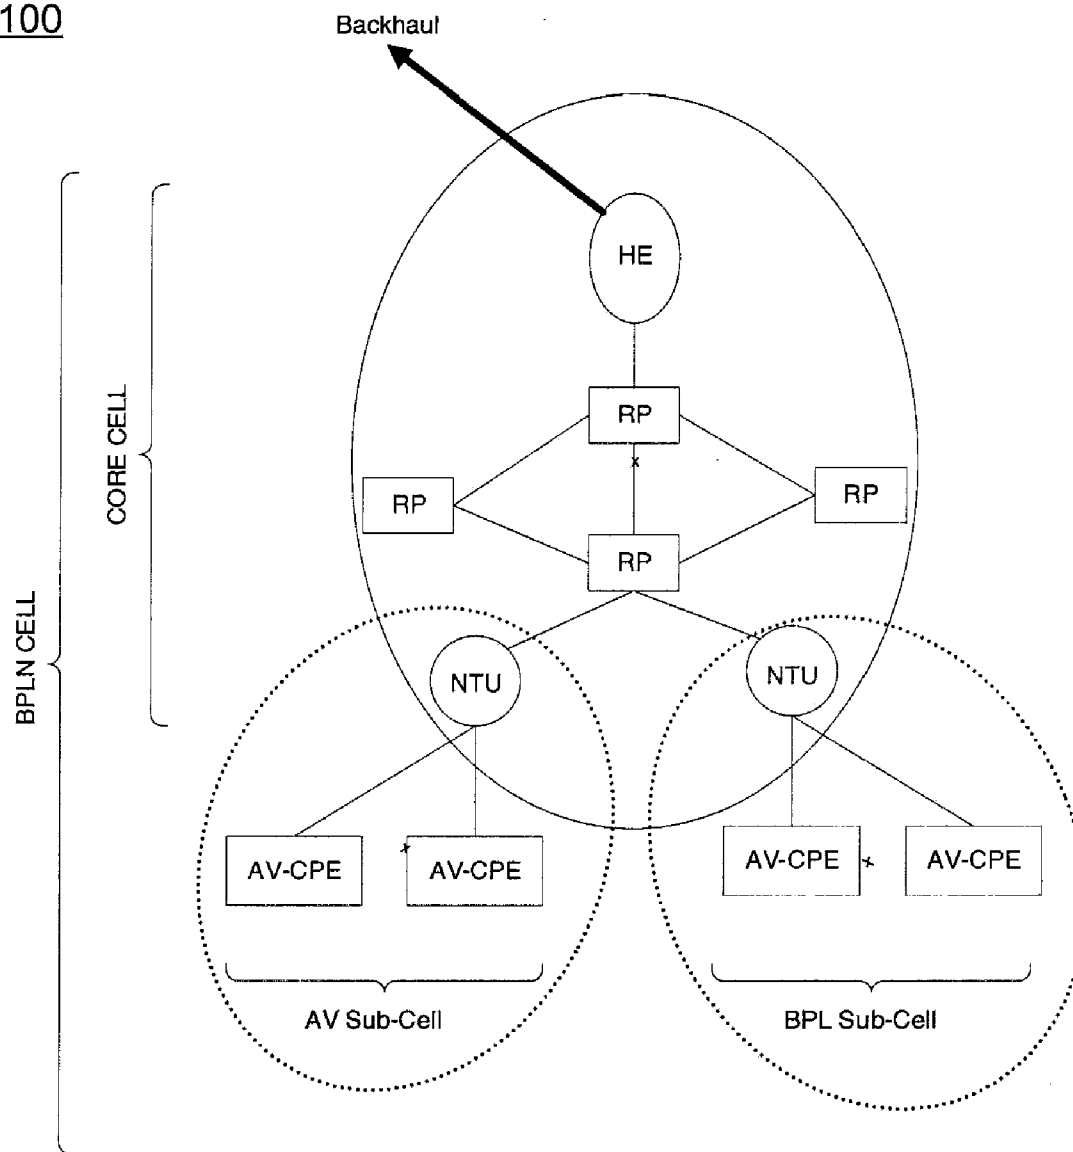 100
Backhaul
HE
RP
RP
RP
RP
CORE CELL
BPLN CELL
NTU
NTU
AV-CPE
AV-CPE
AV-CPE
AV-CPE
AV Sub-Cell
BPL Sub-Cell